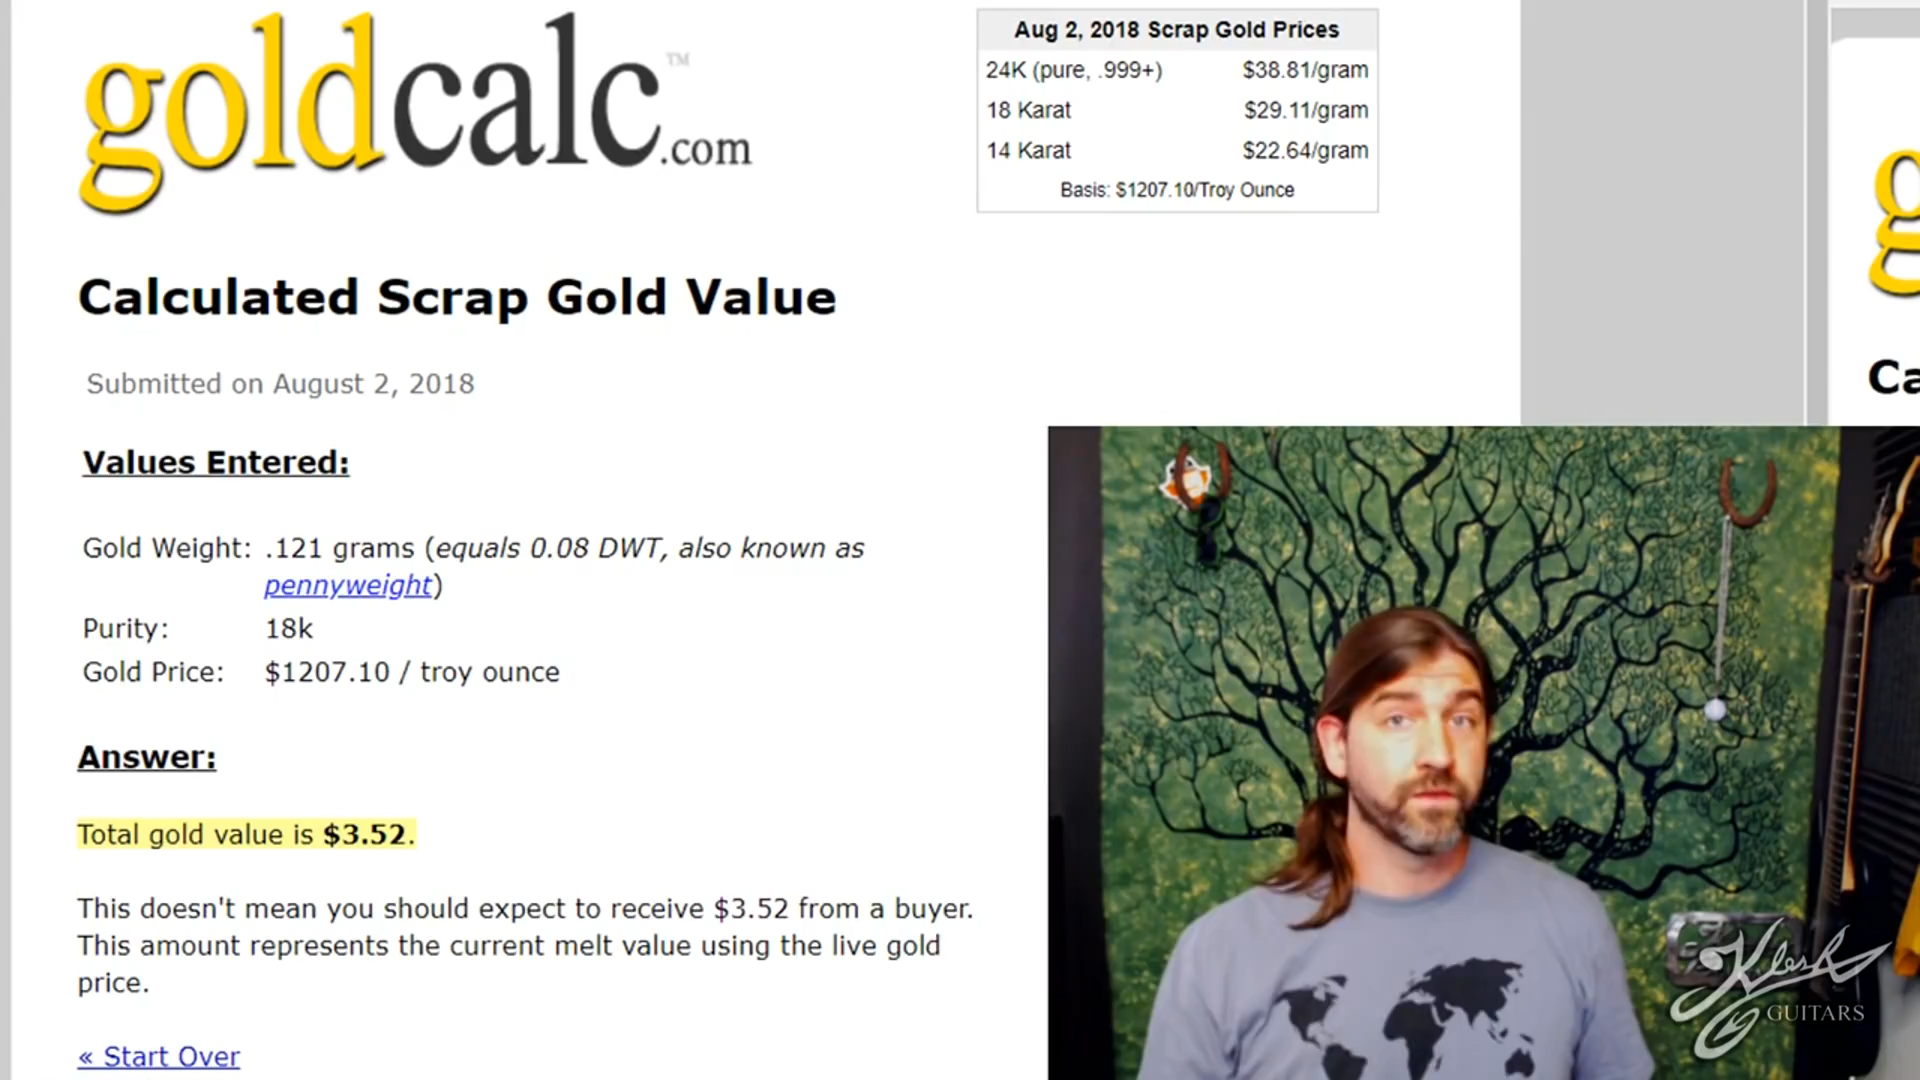 goldcalc.com™
Aug 2, 2018 Scrap Gold Prices
24K (pure, .999+) $38.81/gram
18 Karat $29.11/gram
14 Karat $22.64/gram
Basis: $1207.10/Troy Ounce
Calculated Scrap Gold Value
Submitted on August 2, 2018
Values Entered:
Gold Weight: .121 grams (equals 0.08 DWT, also known as
pennyweight)
Purity: 18k
Gold Price: $1207.10 / troy ounce
Answer:
Total gold value is $3.52.
This doesn't mean you should expect to receive $3.52 from a buyer.
This amount represents the current melt value using the live gold
price.
« Start Over
g
Ca
Klash
GUITARS